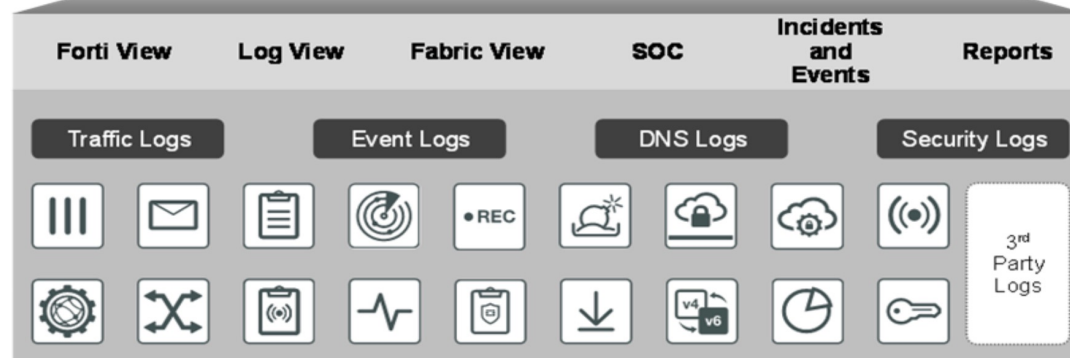 Forti View
Log View
Fabric View
SOC
Incidents
and
Events
Reports
Traffic Logs
Event Logs
DNS Logs
Security Logs
•REC
3rd
Party
Logs
v4
v6